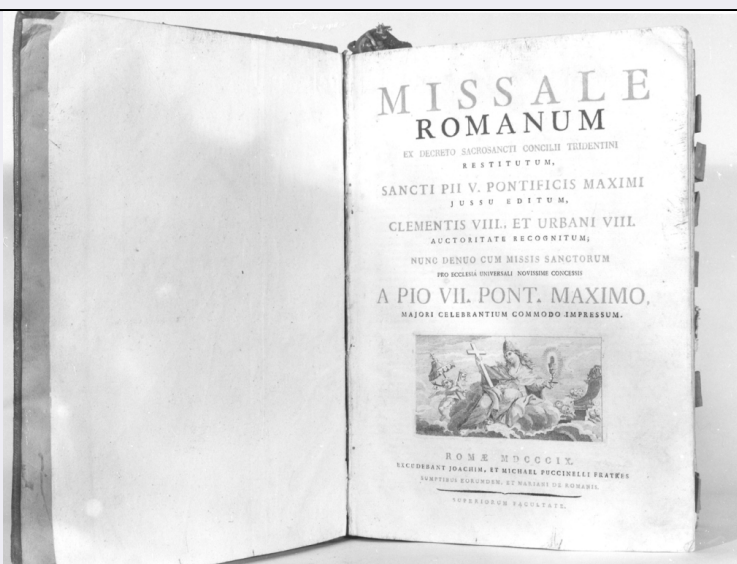 MISSALE
ROMANUM
EX DECRETO SACROSANCTI CONCILII TRIDENTINI
RESTITUTUM,
SANCTI PII V. PONTIFICIS MAXIMI
JUSSU EDITUM,
CLEMENTIS VIII., ET URBANI VIII.
AUCTORITATE RECOGNITUM;
NUNC DENUO CUM MISSIS SANCTORUM
PRO ECCLESIA UNIVERSALI NOVISSIME CONCESSIS
A PIO VII. PONT. MAXIMO,
MAJORI CELEBRANTIUM COMMODO IMPRESSUM.
ROMÆ MDCCCIX.
EXCUDEBANT JOACHIM, ET MICHAEL PUCCINELLI FRATRES
SUMPTIBUS EORUNDEM, ET MARIANI DE ROMANIS.
SUPERIORUM FACULTATE.